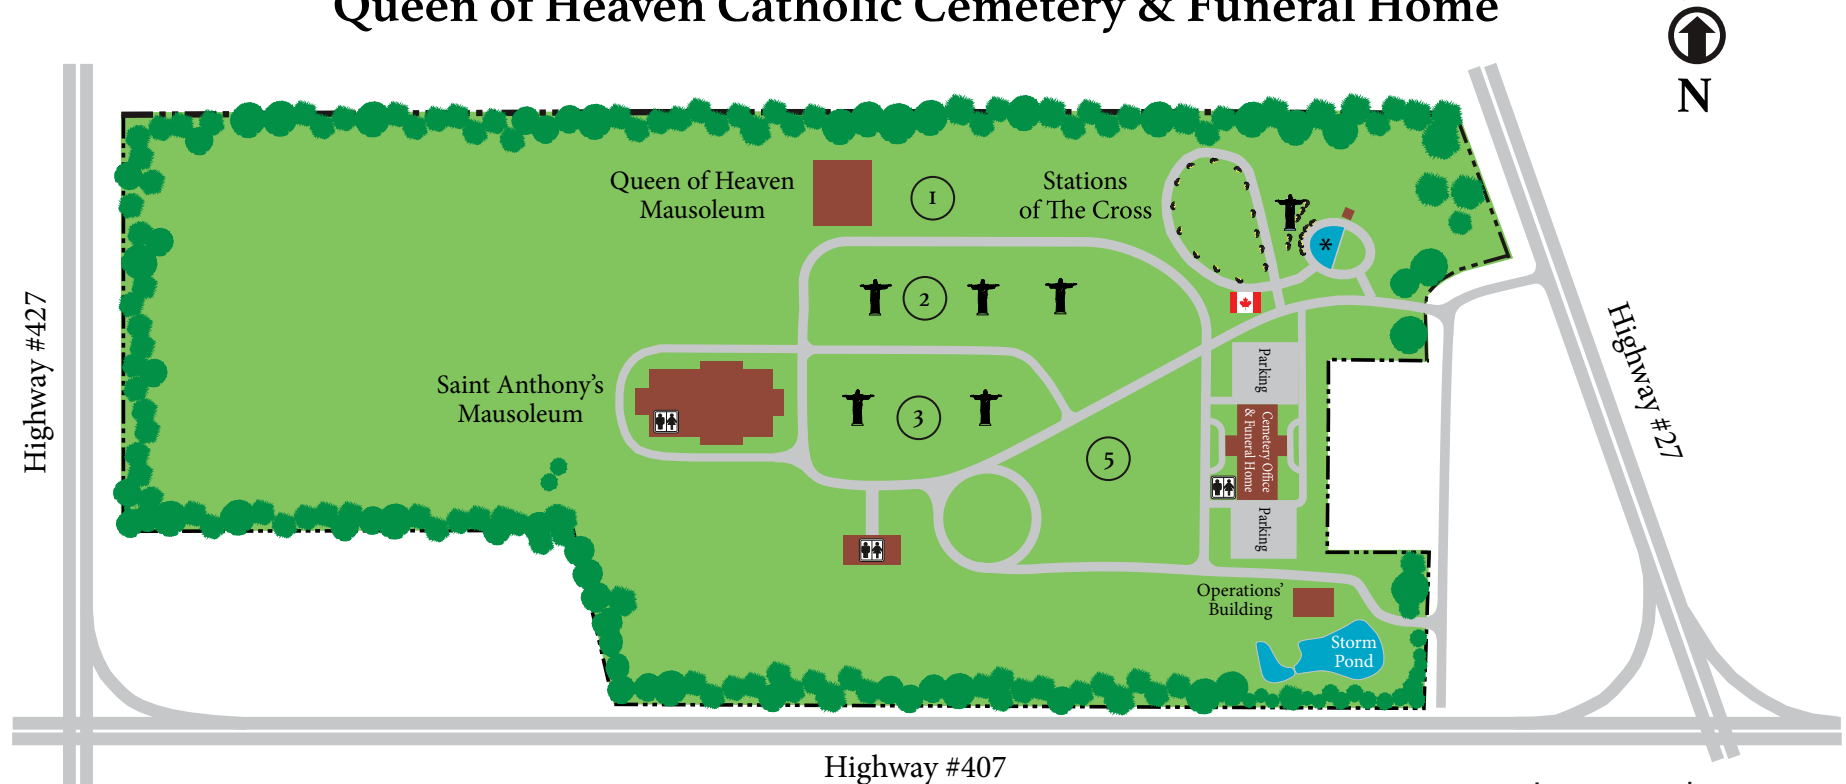 Queen of Heaven Catholic Cemetery & Funeral Home
N
Queen of Heaven
Mausoleum
1
Stations
of The Cross
*
2
Highway #427
Highway #27
Saint Anthony's
Mausoleum
3
5
Parking
Cemetery Office
& Funeral Home
Parking
Operations'
Building
Storm
Pond
Highway #407